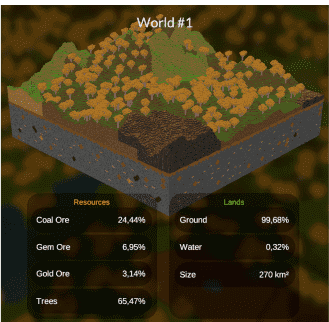 World #1
Resources
Coal Ore 24,44%
Gem Ore 6,95%
Gold Ore 3,14%
Trees 65,47%
Lands
Ground 99,68%
Water 0,32%
Size 270 km²